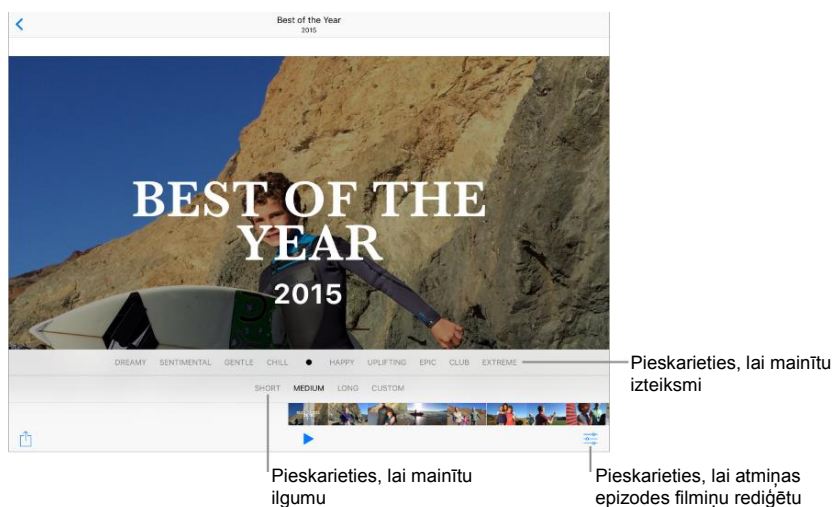 Best of the Year
2015
BEST OF THE
YEAR
2015
DREAMY SENTIMENTAL GENTLE CHILL HAPPY UPLIFTING EPIC CLUB EXTREME
Pieskarieties, lai mainītu
izteiksmi
SHORT MEDIUM LONG CUSTOM
Pieskarieties, lai mainītu
ilgumu
Pieskarieties, lai atmiņas
epizodes filmiņu rediģētu